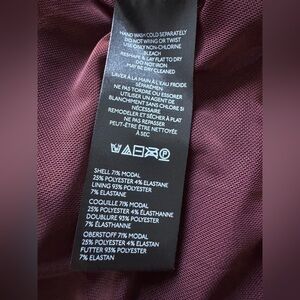 HAND WASH COLD SEPARATELY
DO NOT WRING OR TWIST
USE ONLY NON-CHLORINE
BLEACH
RESHAPE & LAY FLAT TO DRY
DO NOT IRON
MAY BE DRY CLEANED
LAVER À LA MAIN À L'EAU FROIDE
SÉPARÉMEN
NE PAS TORDRE OU ESSORER
UTILISER UN AGENT DE
BLANCHIMENT SANS CHLORE SI
NÉCESSAIRE
REMODELER ET SÉCHER À PLAT
NE PAS REPASSER
PEUT-ÊTRE ÊTRE NETTOYÉE
À SEC
SHELL 71% MODAL
25% POLYESTER 4% ELASTANE
LINING 93% POLYESTER
7% ELASTANE
COQUILLE 71% MODAL
25% POLYESTER 4% ÉLASTHANNE
DOUBLURE 93% POLYESTER
7% ÉLASTHANNE
OBERSTOFF 71% MODAL
25% POLYESTER 4% ELASTAN
FUTTER 93% POLYESTER
7% ELASTAN